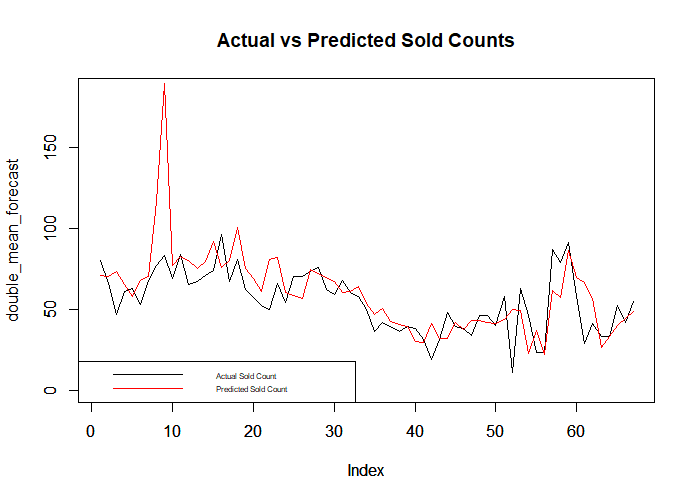 Actual vs Predicted Sold Counts
double_mean_forecast
150
100
50
0
Actual Sold Count
Predicted Sold Count
0 10 20 30 40 50 60
Index